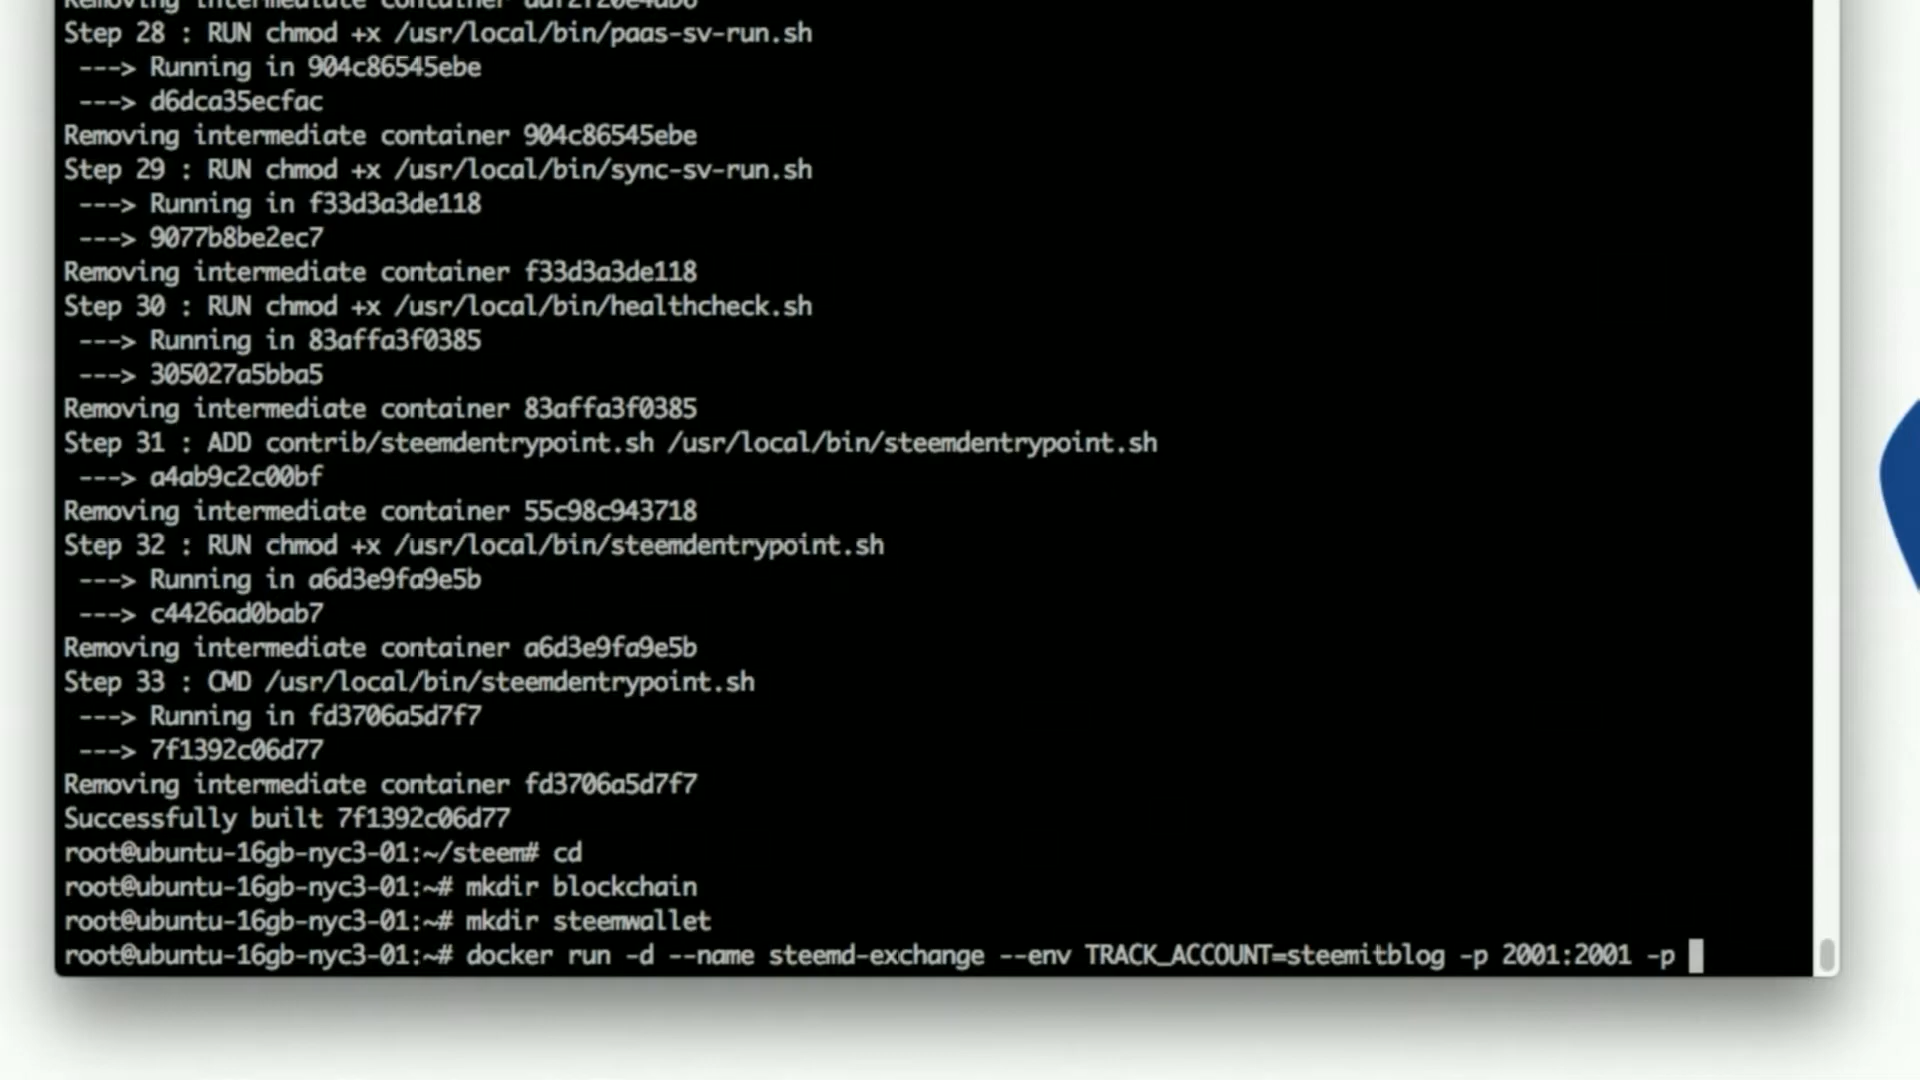 Removing intermediate container
Step 28 : RUN chmod +x /usr/local/bin/paas-sv-run.sh
---> Running in 904c86545ebe
---> d6dca35ecfac
Removing intermediate container 904c86545ebe
Step 29 : RUN chmod +x /usr/local/bin/sync-sv-run.sh
---> Running in f33d3a3de118
---> 9077b8be2ec7
Removing intermediate container f33d3a3de118
Step 30 : RUN chmod +x /usr/local/bin/healthcheck.sh
---> Running in 83affa3f0385
---> 305027a5bba5
Removing intermediate container 83affa3f0385
Step 31 : ADD contrib/steemdentrypoint.sh /usr/local/bin/steemdentrypoint.sh
---> a4ab9c2c00bf
Removing intermediate container 55c98c943718
Step 32 : RUN chmod +x /usr/local/bin/steemdentrypoint.sh
---> Running in a6d3e9fa9e5b
---> c4426ad0bab7
Removing intermediate container a6d3e9fa9e5b
Step 33 : CMD /usr/local/bin/steemdentrypoint.sh
---> Running in fd3706a5d7f7
---> 7f1392c06d77
Removing intermediate container fd3706a5d7f7
Successfully built 7f1392c06d77
root@ubuntu-16gb-nyc3-01:~/steem# cd
root@ubuntu-16gb-nyc3-01:~# mkdir blockchain
root@ubuntu-16gb-nyc3-01:~# mkdir steemwallet
root@ubuntu-16gb-nyc3-01:~# docker run -d --name steemd-exchange --env TRACK_ACCOUNT=steemitblog -p 2001:2001 -p